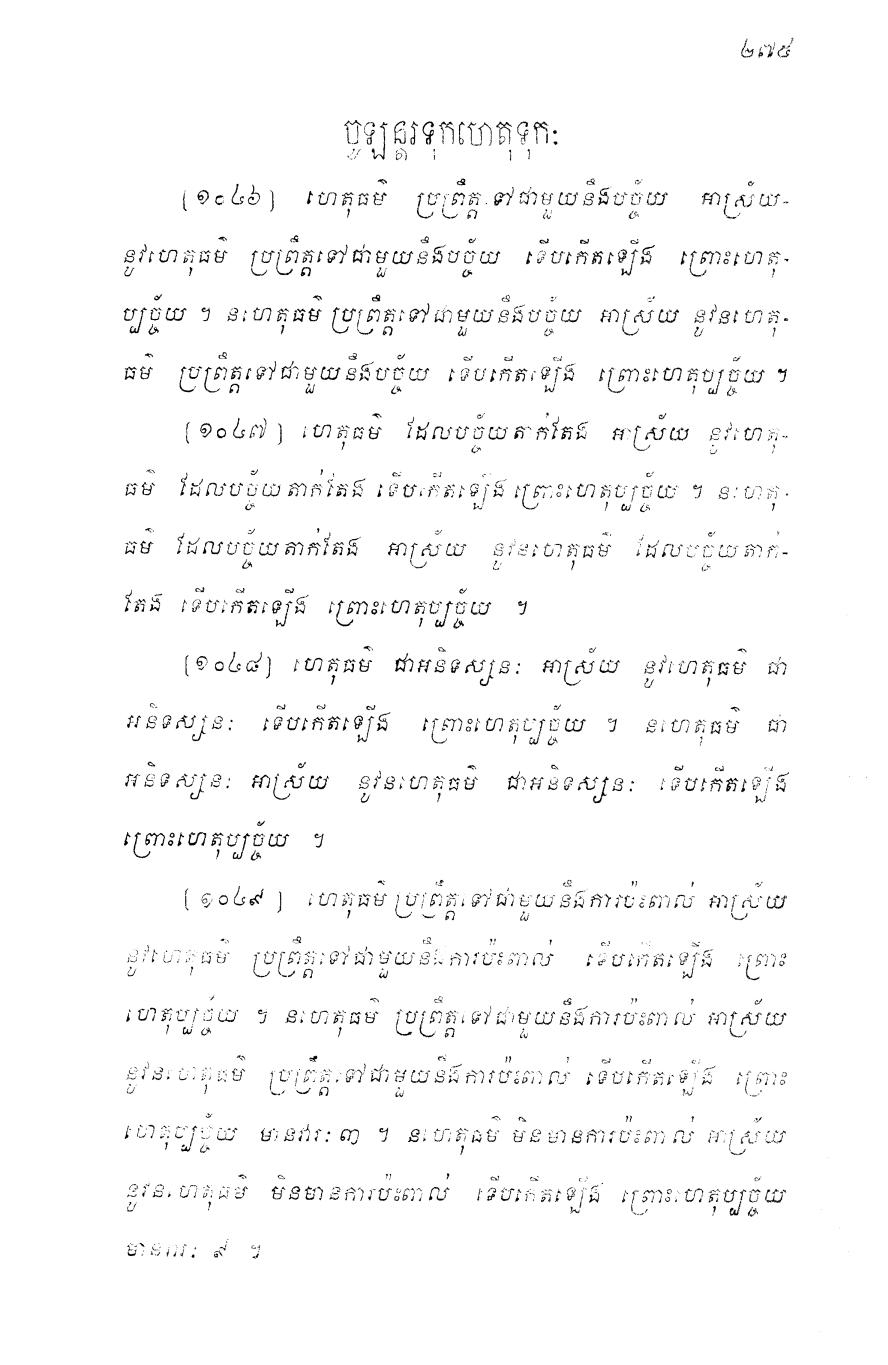 ២៧៥
ចូឡន្តរទុកហេតុទុកៈ
[១០៤៦] ហេតុធម៌ ប្រព្រឹត្តទៅជាមួយនឹងបច្ច័យ អាស្រ័យ-
នូវហេតុធម៌ ប្រព្រឹត្តទៅជាមួយនឹងបច្ច័យ ទើបកើតឡើង ព្រោះហេតុ-
ប្បច្ច័យ ។ នហេតុធម៌ ប្រព្រឹត្តទៅជាមួយនឹងបច្ច័យ អាស្រ័យ នូវនហេតុ-
ធម៌ ប្រព្រឹត្តទៅជាមួយនឹងបច្ច័យ ទើបកើតឡើង ព្រោះហេតុប្បច្ច័យ ។
[១០៤៧] ហេតុធម៌ ដែលបច្ច័យតាក់តែង អាស្រ័យ នូវហេតុ-
ធម៌ ដែលបច្ច័យតាក់តែង ទើបកើតឡើង ព្រោះហេតុប្បច្ច័យ ។ នហេតុ-
ធម៌ ដែលបច្ច័យតាក់តែង អាស្រ័យ នូវនហេតុធម៌ ដែលបច្ច័យតាក់-
តែង ទើបកើតឡើង ព្រោះហេតុប្បច្ច័យ ។
[១០៤៨] ហេតុធម៌ ជាអនិទស្សនៈ អាស្រ័យ នូវហេតុធម៌ ជា
អនិទស្សនៈ ទើបកើតឡើង ព្រោះហេតុប្បច្ច័យ ។ នហេតុធម៌ ជា
អនិទស្សនៈ អាស្រ័យ នូវនហេតុធម៌ ជាអនិទស្សនៈ ទើបកើតឡើង
ព្រោះហេតុប្បច្ច័យ ។
[១០៤៩] ហេតុធម៌ ប្រព្រឹត្តទៅជាមួយនឹងការប៉ះពាល់ អាស្រ័យ
នូវហេតុធម៌ ប្រព្រឹត្តទៅជាមួយនឹងការប៉ះពាល់ ទើបកើតឡើង ព្រោះ
ហេតុប្បច្ច័យ ។ នហេតុធម៌ ប្រព្រឹត្តទៅជាមួយនឹងការប៉ះពាល់ អាស្រ័យ
នូវនហេតុធម៌ ប្រព្រឹត្តទៅជាមួយនឹងការប៉ះពាល់ ទើបកើតឡើង ព្រោះ
ហេតុប្បច្ច័យ មានវារៈ ៣ ។ នហេតុធម៌ មិនមានការប៉ះពាល់ អាស្រ័យ
នូវនហេតុធម៌ មិនមានការប៉ះពាល់ ទើបកើតឡើង ព្រោះហេតុប្បច្ច័យ
មានវារៈ ៩ ។